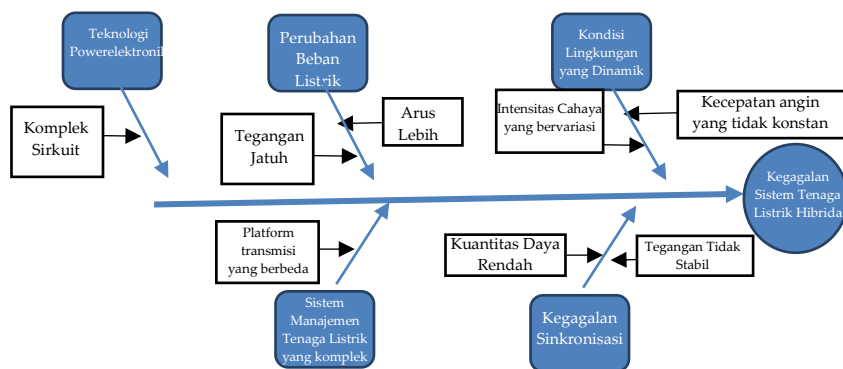 Teknologi
Powerelektronik
Perubahan
Beban
Listrik
Kondisi
Lingkungan
yang Dinamik
Komplek
Sirkuit
Tegangan
Jatuh
Arus
Lebih
Intensitas Cahaya
yang bervariasi
Kecepatan angin
yang tidak konstan
Kegagalan
Sistem Tenaga
Listrik Hibrida
Platform
transmisi
yang berbeda
Kuantitas Daya
Rendah
Tegangan Tidak
Stabil
Sistem
Manajemen
Tenaga Listrik
yang komplek
Kegagalan
Sinkronisasi